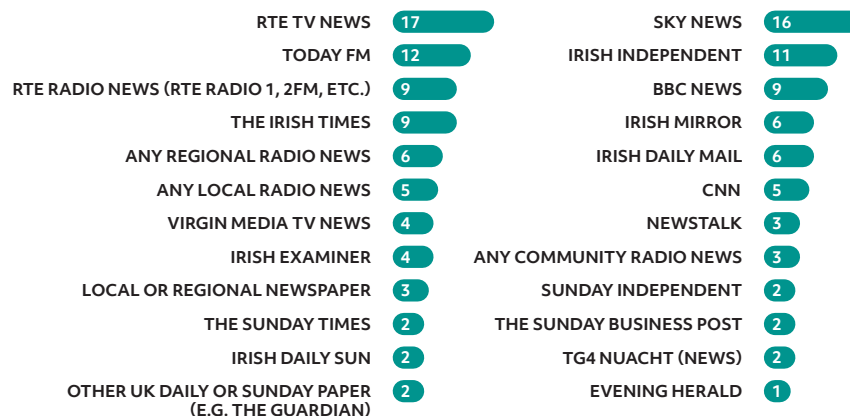 RTE TV NEWS 17
TODAY FM 12
RTE RADIO NEWS (RTE RADIO 1, 2FM, ETC.) 9
THE IRISH TIMES 9
ANY REGIONAL RADIO NEWS 6
ANY LOCAL RADIO NEWS 5
VIRGIN MEDIA TV NEWS 4
IRISH EXAMINER 4
LOCAL OR REGIONAL NEWSPAPER 3
THE SUNDAY TIMES 2
IRISH DAILY SUN 2
OTHER UK DAILY OR SUNDAY PAPER 2
(E.G. THE GUARDIAN)
SKY NEWS 16
IRISH INDEPENDENT 11
BBC NEWS 9
IRISH MIRROR 6
IRISH DAILY MAIL 6
CNN 5
NEWSTALK 3
ANY COMMUNITY RADIO NEWS 3
SUNDAY INDEPENDENT 2
THE SUNDAY BUSINESS POST 2
TG4 NUACHT (NEWS) 2
EVENING HERALD 1